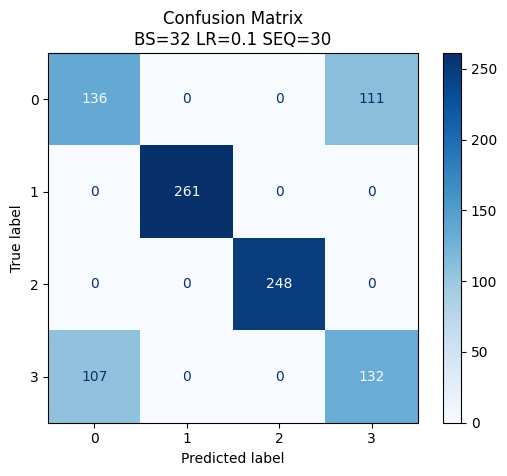 Confusion Matrix
BS=32 LR=0.1 SEQ=30
0 136 0 0 111
1 0 261 0 0
2 0 0 248 0
3 107 0 0 132
0 1 2 3
Predicted label
True label
250
200
150
100
50
0